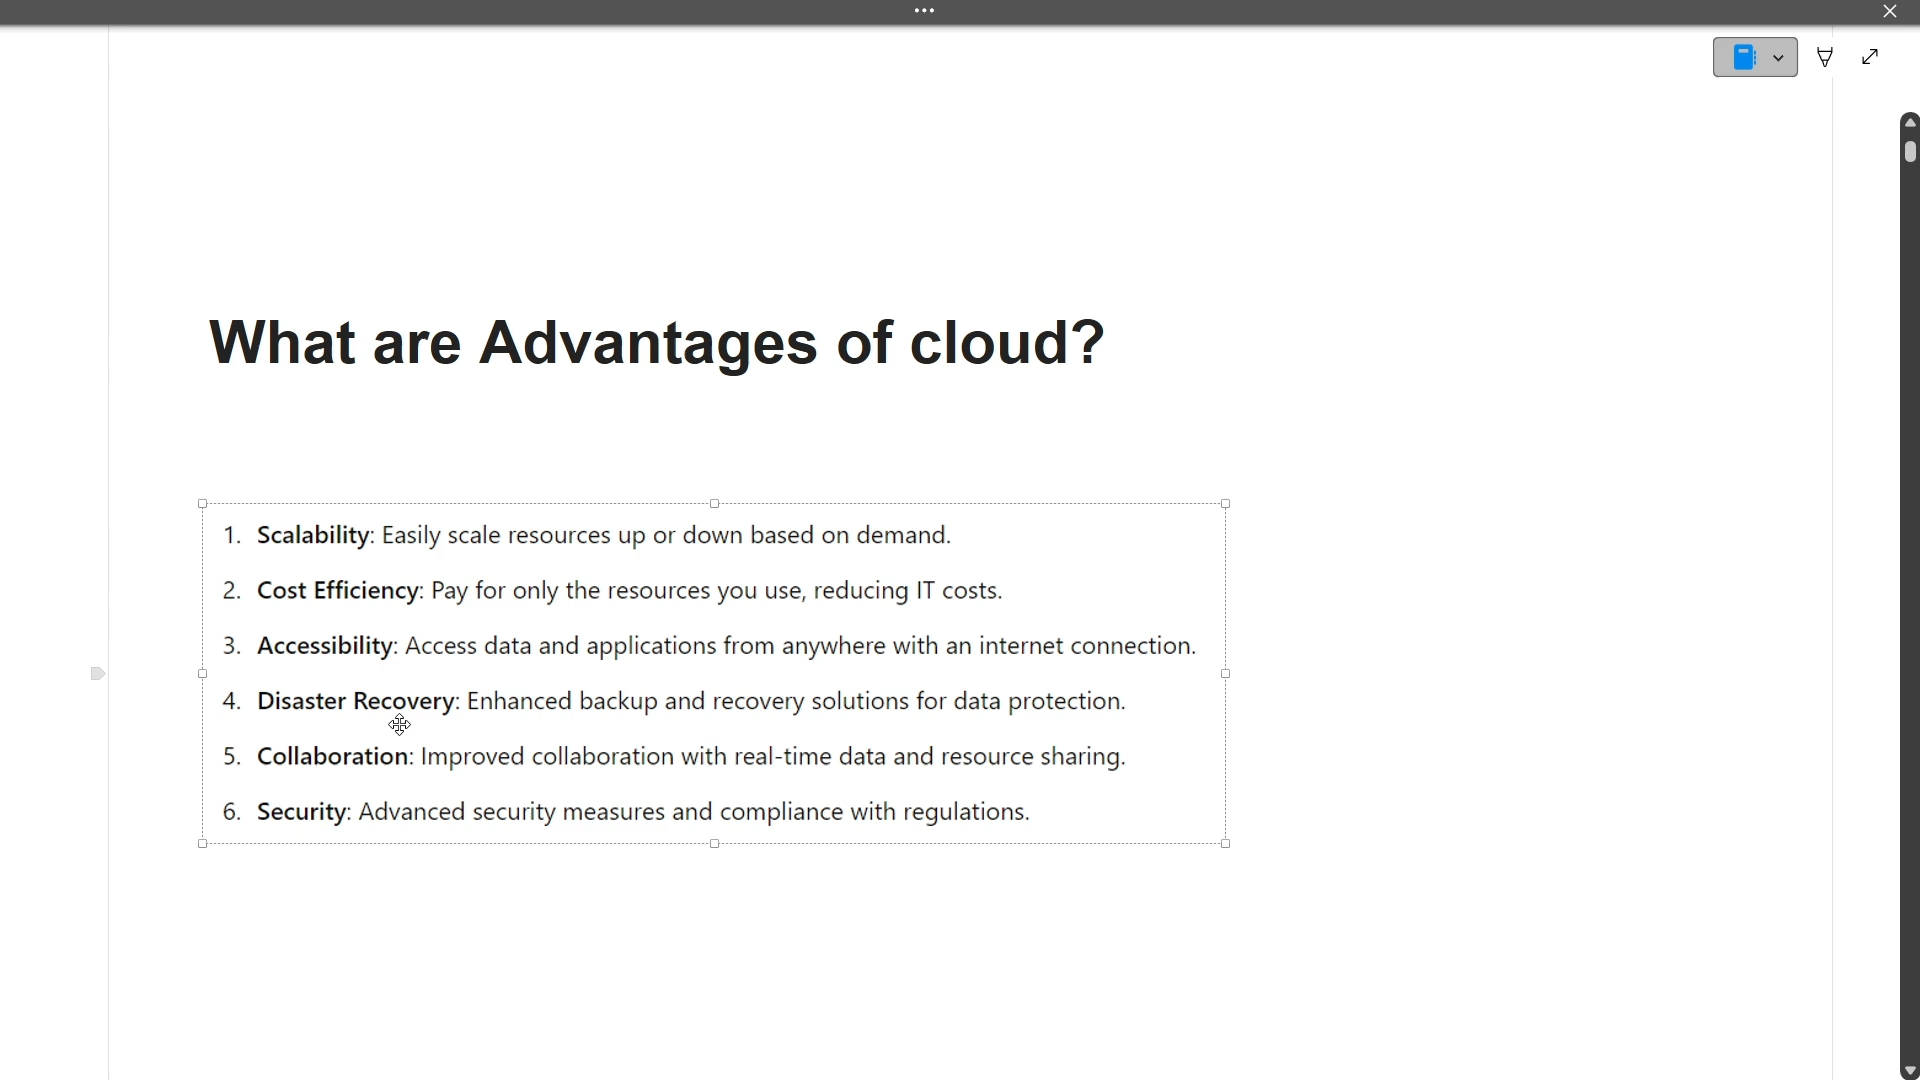 What are Advantages of cloud?
1. Scalability: Easily scale resources up or down based on demand.
2. Cost Efficiency: Pay for only the resources you use, reducing IT costs.
3. Accessibility: Access data and applications from anywhere with an internet connection.
4. Disaster Recovery: Enhanced backup and recovery solutions for data protection.
5. Collaboration: Improved collaboration with real-time data and resource sharing.
6. Security: Advanced security measures and compliance with regulations.